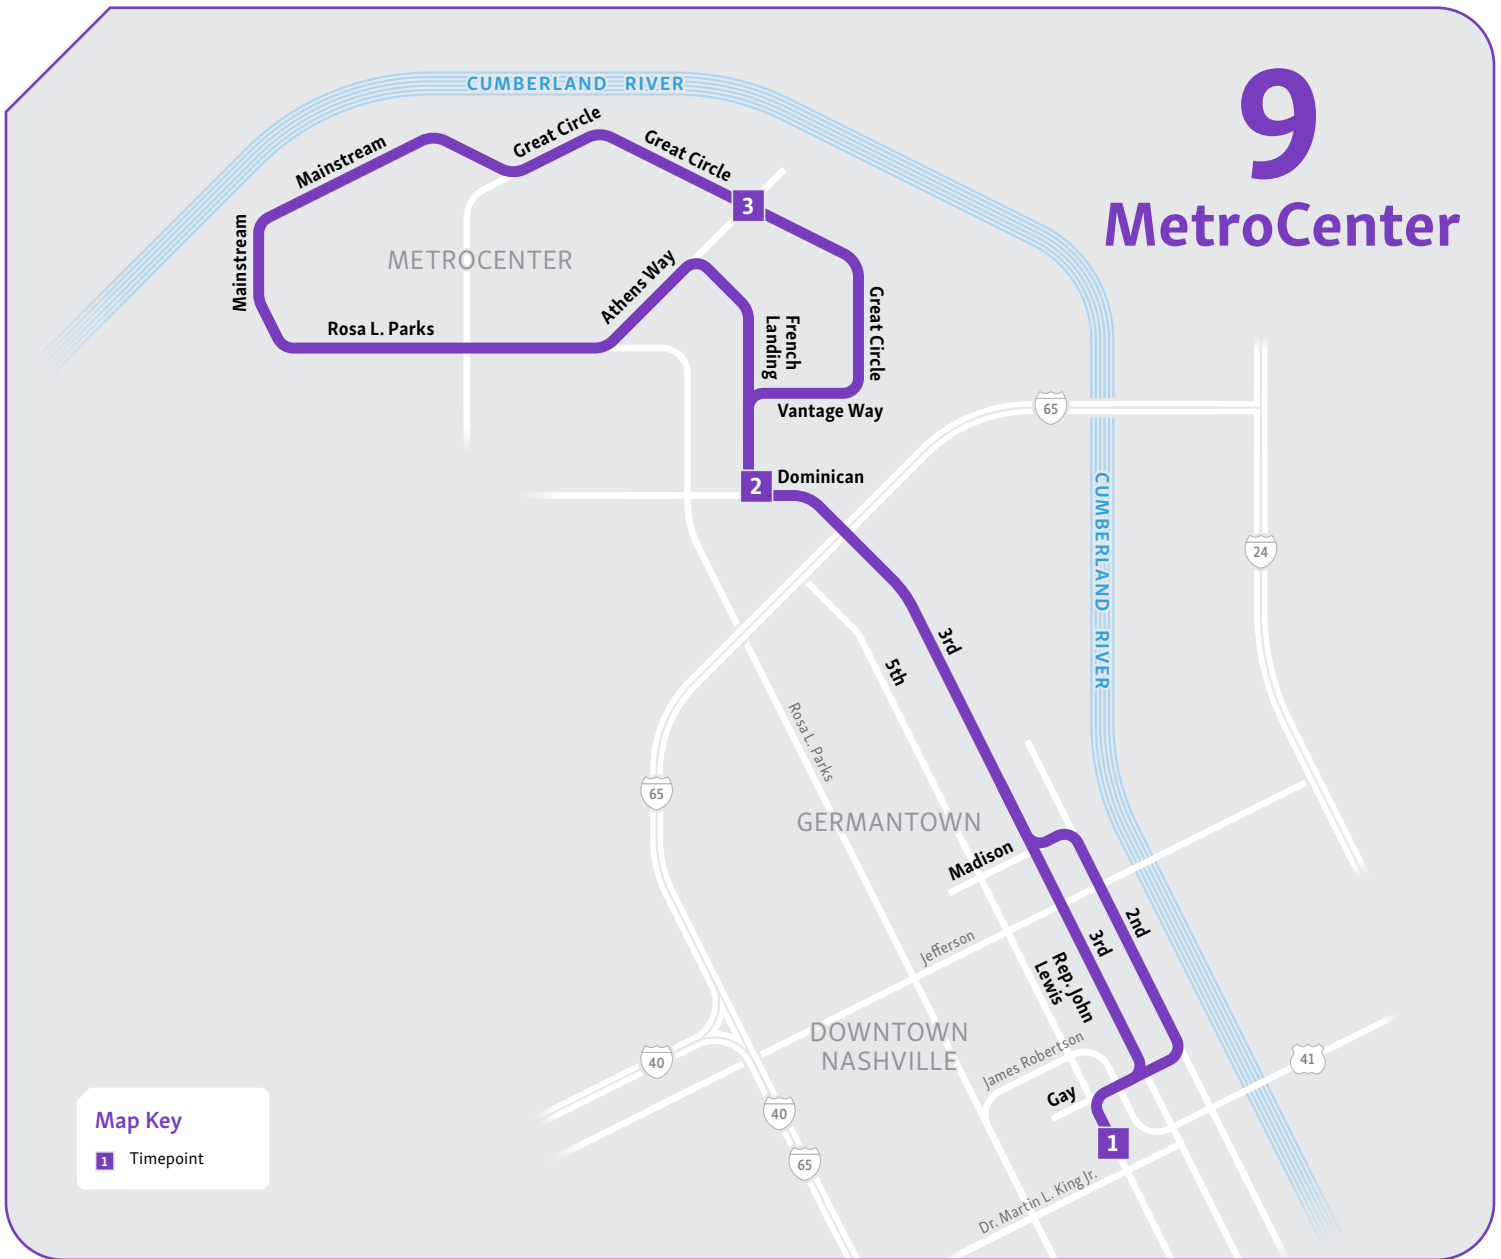 CUMBERLAND RIVER
9
MetroCenter
Great Circle
Mainstream
Great Circle
3
Mainstream
METROCENTER
Athens Way
Rosa L. Parks
French
Landing
Great Circle
Vantage Way
65
2
Dominican
CUMBERLAND RIVER
24
3rd
5th
Rosa L. Parks
65
GERMANTOWN
Madison
2nd
3rd
Jefferson
Rep. John
Lewis
DOWNTOWN
NASHVILLE
James Robertson
40
41
Gay
40
1
65
Dr. Martin L. King Jr.
Map Key
1 Timepoint